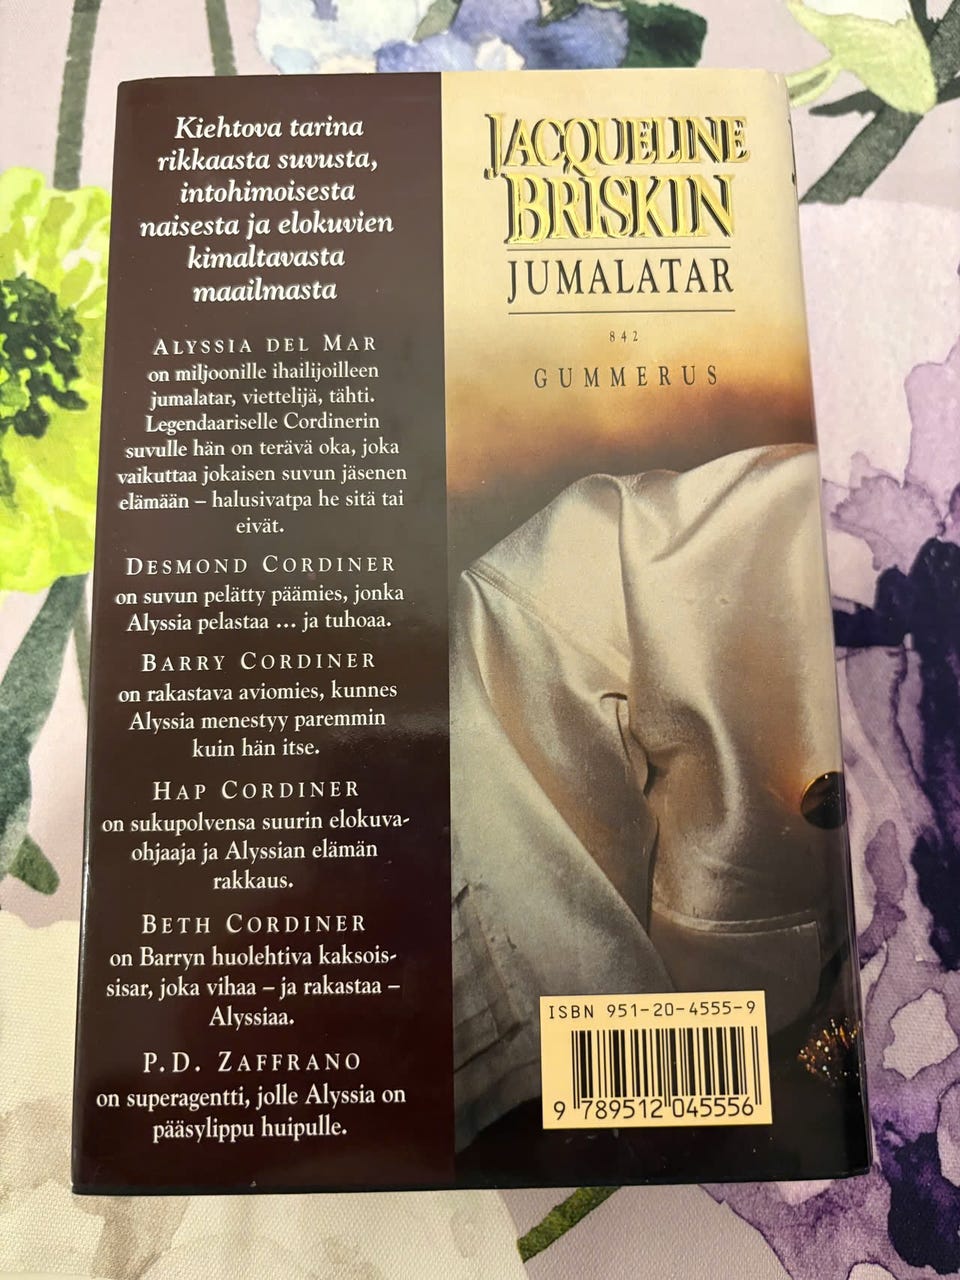 Kiehtova tarina
rikkaasta suvusta,
intohimoisesta
naisesta ja elokuvien
kimaltavasta
maailmasta
ALYSSIA DEL MAR
on miljoonille ihailijoilleen
jumalatar, viettelijä, tähti.
Legendaariselle Cordinerin
suvulle hän on terävä oka, joka
vaikuttaa jokaisen suvun jäsenen
elämään – halusivatpa he sitä tai
eivät.
DESMOND CORDINER
on suvun pelätty päämies, jonka
Alyssia pelastaa ... ja tuhoaa.
BARRY CORDINER
on rakastava aviomies, kunnes
Alyssia menestyy paremmin
kuin hän itse.
HAP CORDINER
on sukupolvensa suurin elokuva-
ohjaaja ja Alyssian elämän
rakkaus.
BETH CORDINER
on Barryn huolehtiva kaksois-
sisar, joka vihaa – ja rakastaa –
Alyssiaa.
P.D. ZAFFRANO
on superagentti, jolle Alyssia on
pääsylippu huipulle.
JACQUELINE
BRISKIN
JUMALATAR
842
GUMMERUS
ISBN 951-20-4555-9
9 789512 045556